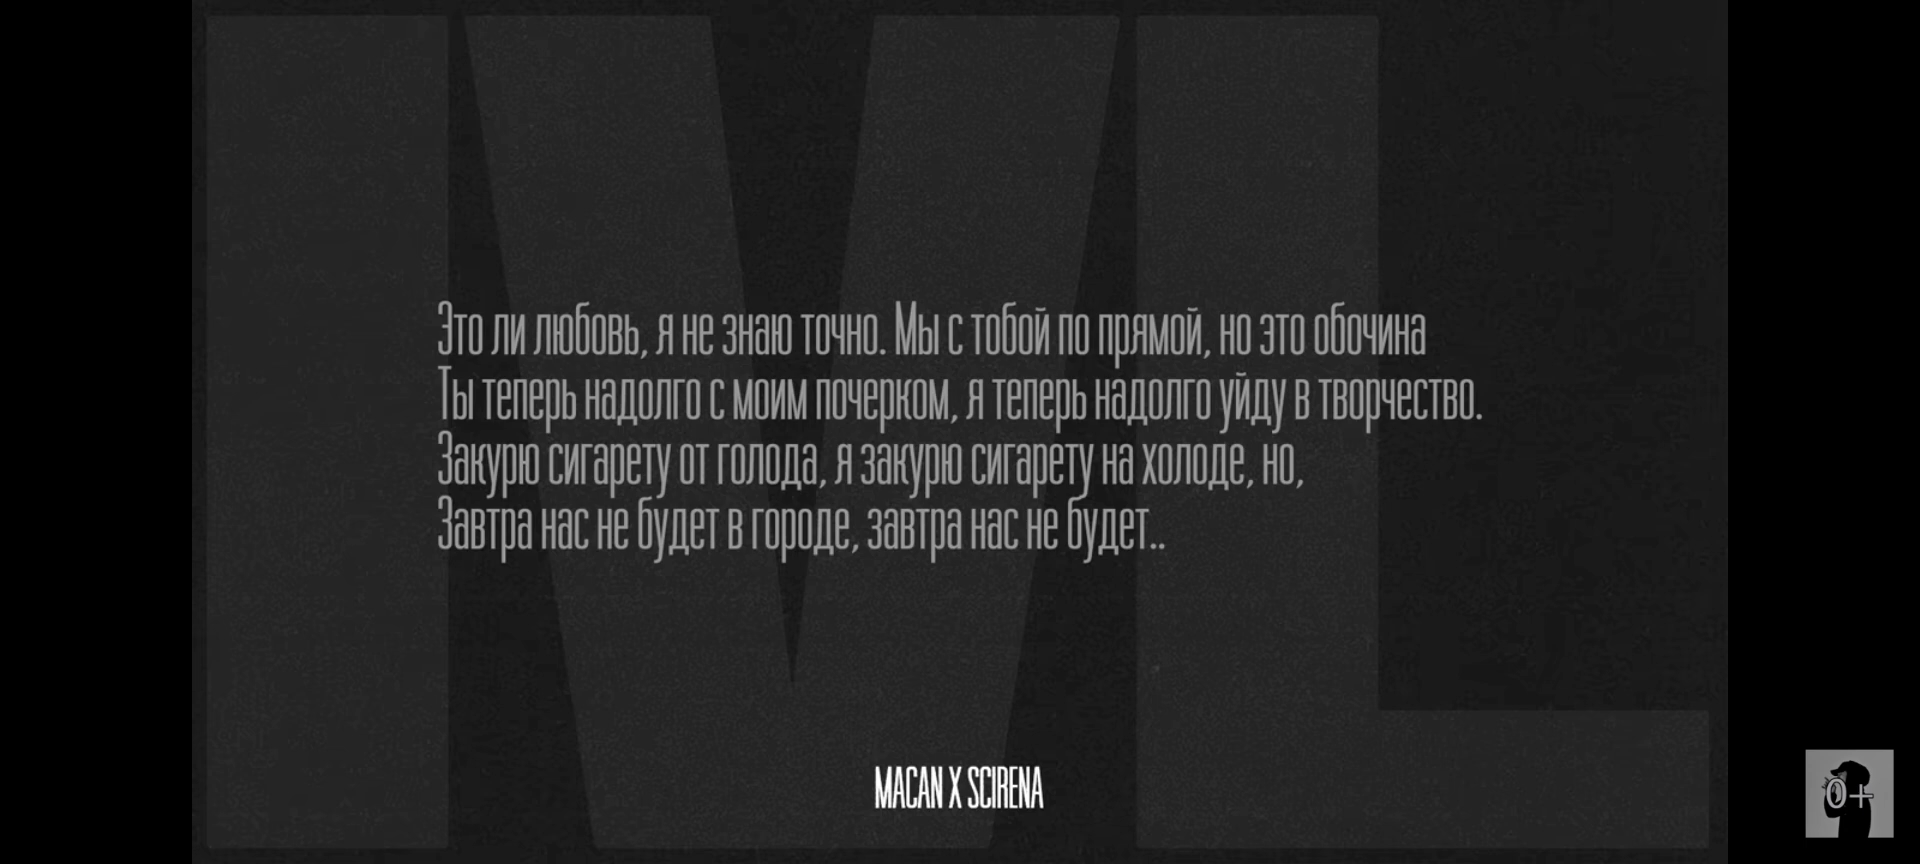 IVL
Это ли любовь, я не знаю точно. Мы с тобой по прямой, но это обочина
Ты теперь надолго с моим почерком, я теперь надолго уйду в творчество.
Закурю сигарету от голода, я закурю сигарету на холоде, но,
Завтра нас не будет в городе, завтра нас не будет..
MACAN X SCIRENA
0+